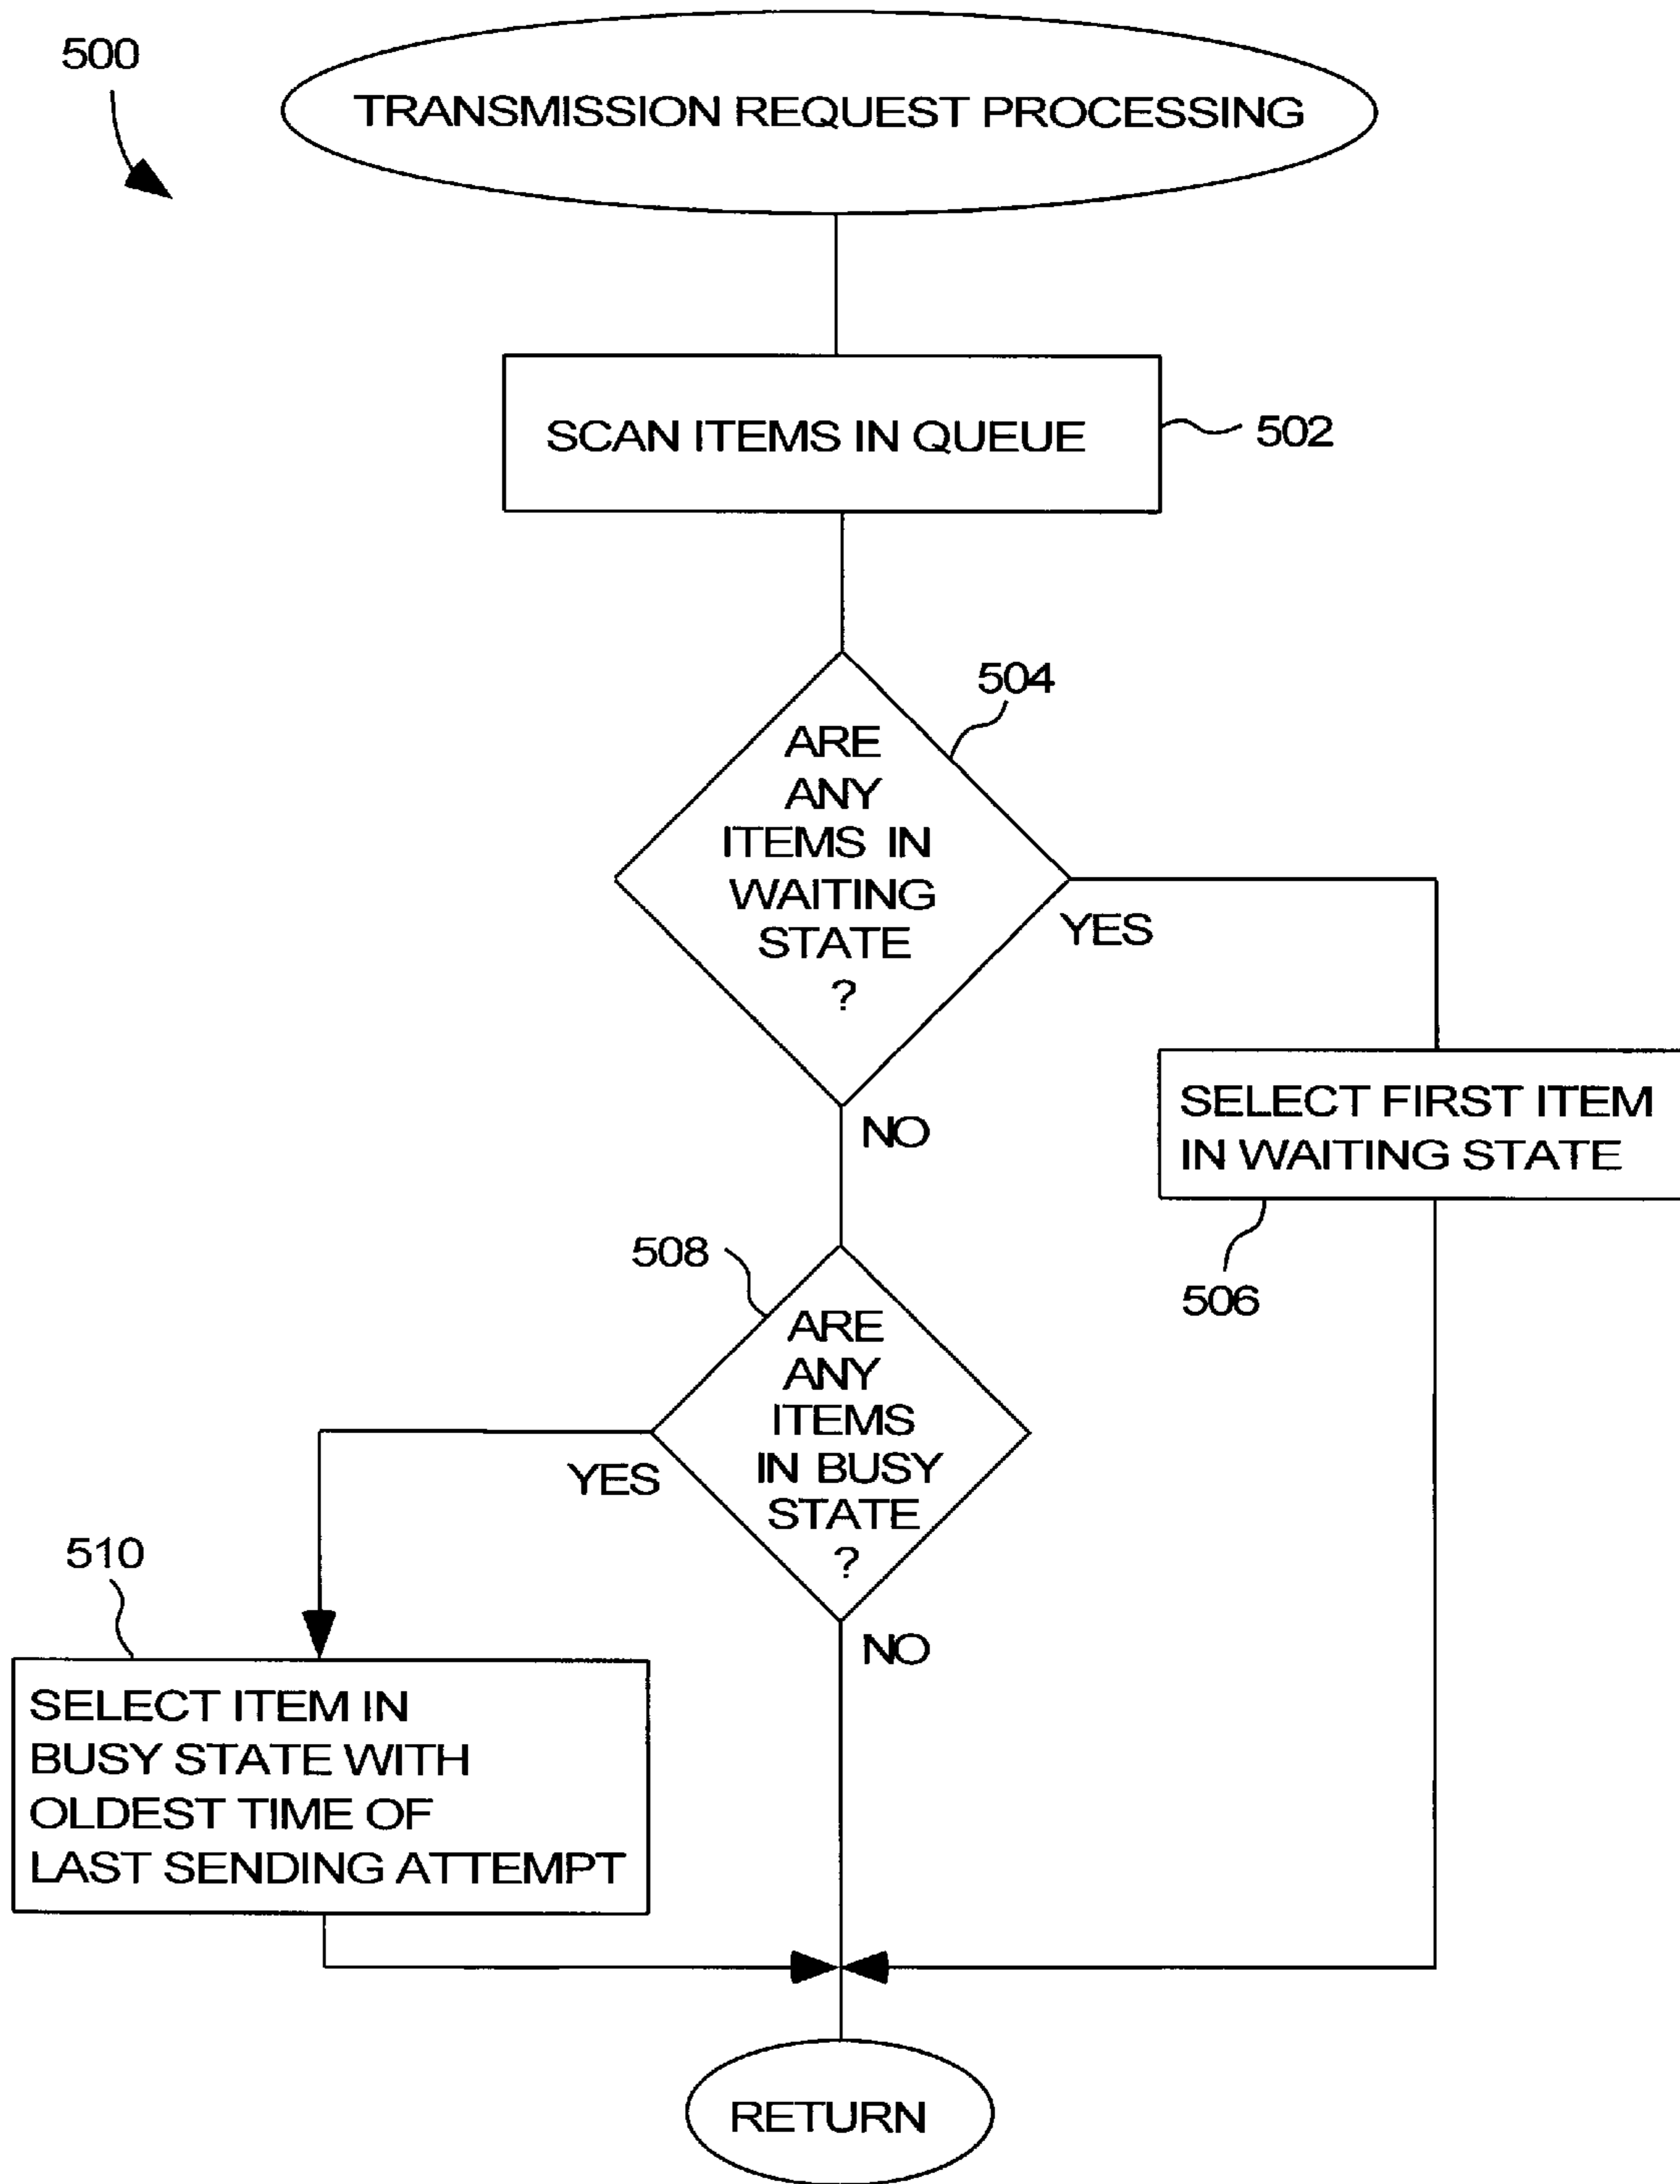 500
TRANSMISSION REQUEST PROCESSING
SCAN ITEMS IN QUEUE
502
504
ARE
ANY
ITEMS IN
WAITING
STATE
?
YES
NO
SELECT FIRST ITEM
IN WAITING STATE
506
508
ARE
ANY
ITEMS
IN BUSY
STATE
?
YES
NO
510
SELECT ITEM IN
BUSY STATE WITH
OLDEST TIME OF
LAST SENDING ATTEMPT
RETURN